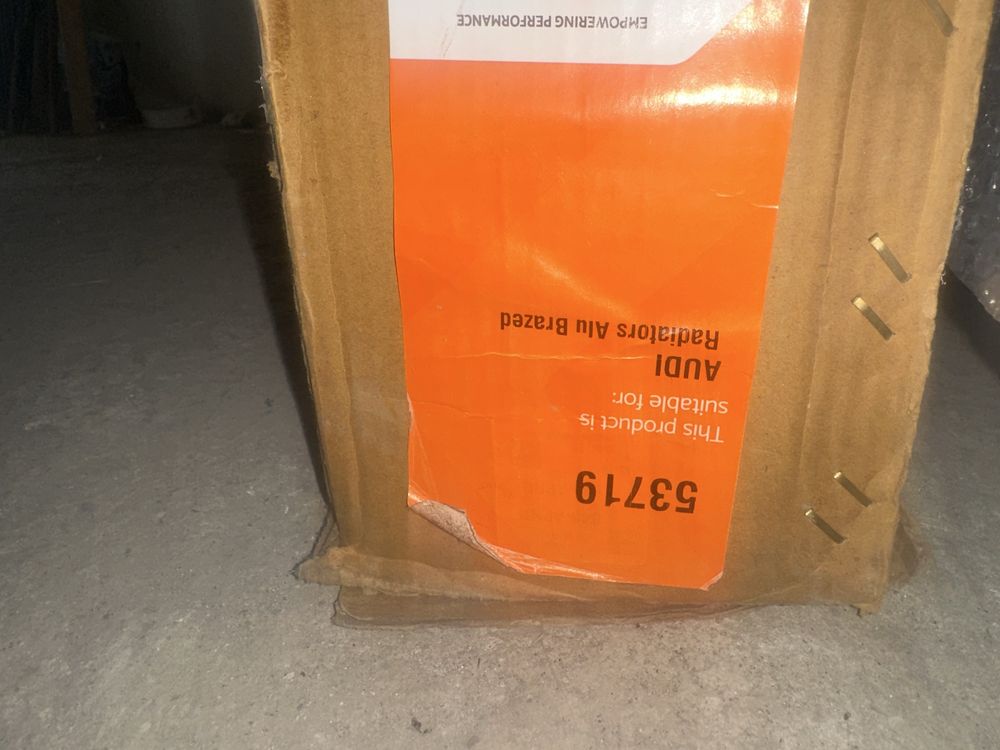 53719
This product is
suitable for:
AUDI
Radiators Alu Brazed
EMPOWERING PERFORMANCE